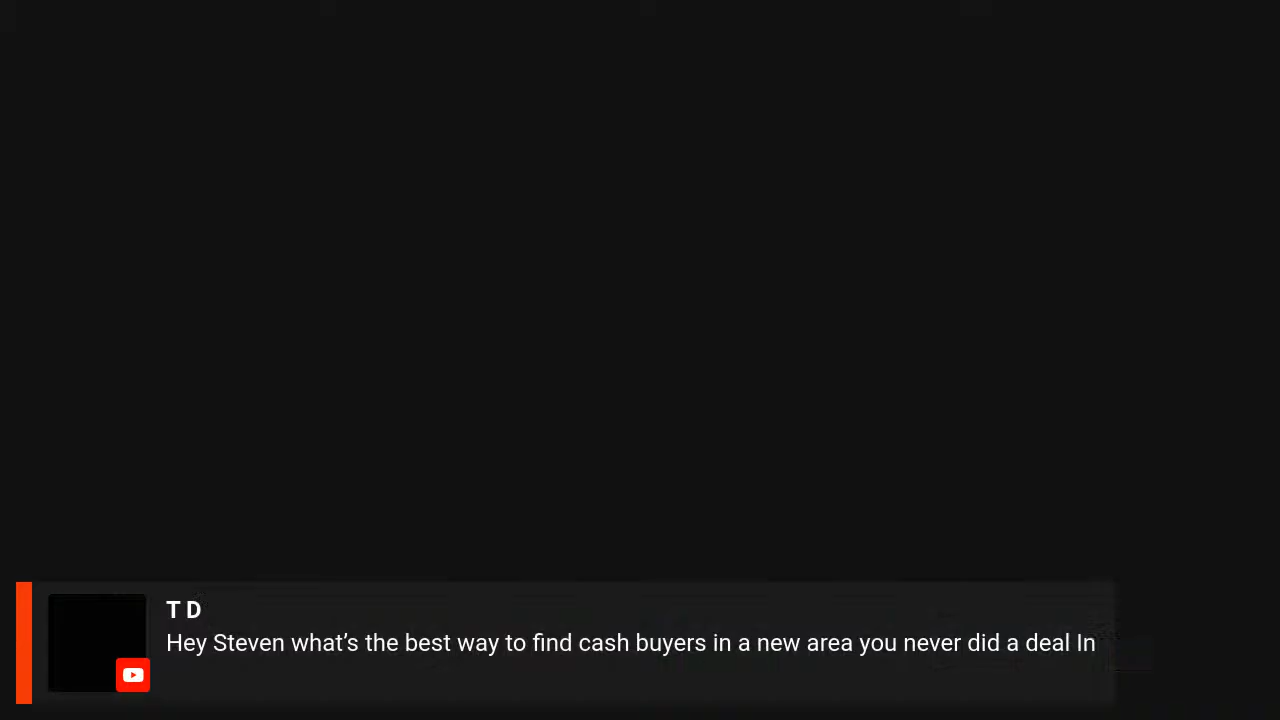 T D
Hey Steven what’s the best way to find cash buyers in a new area you never did a deal In